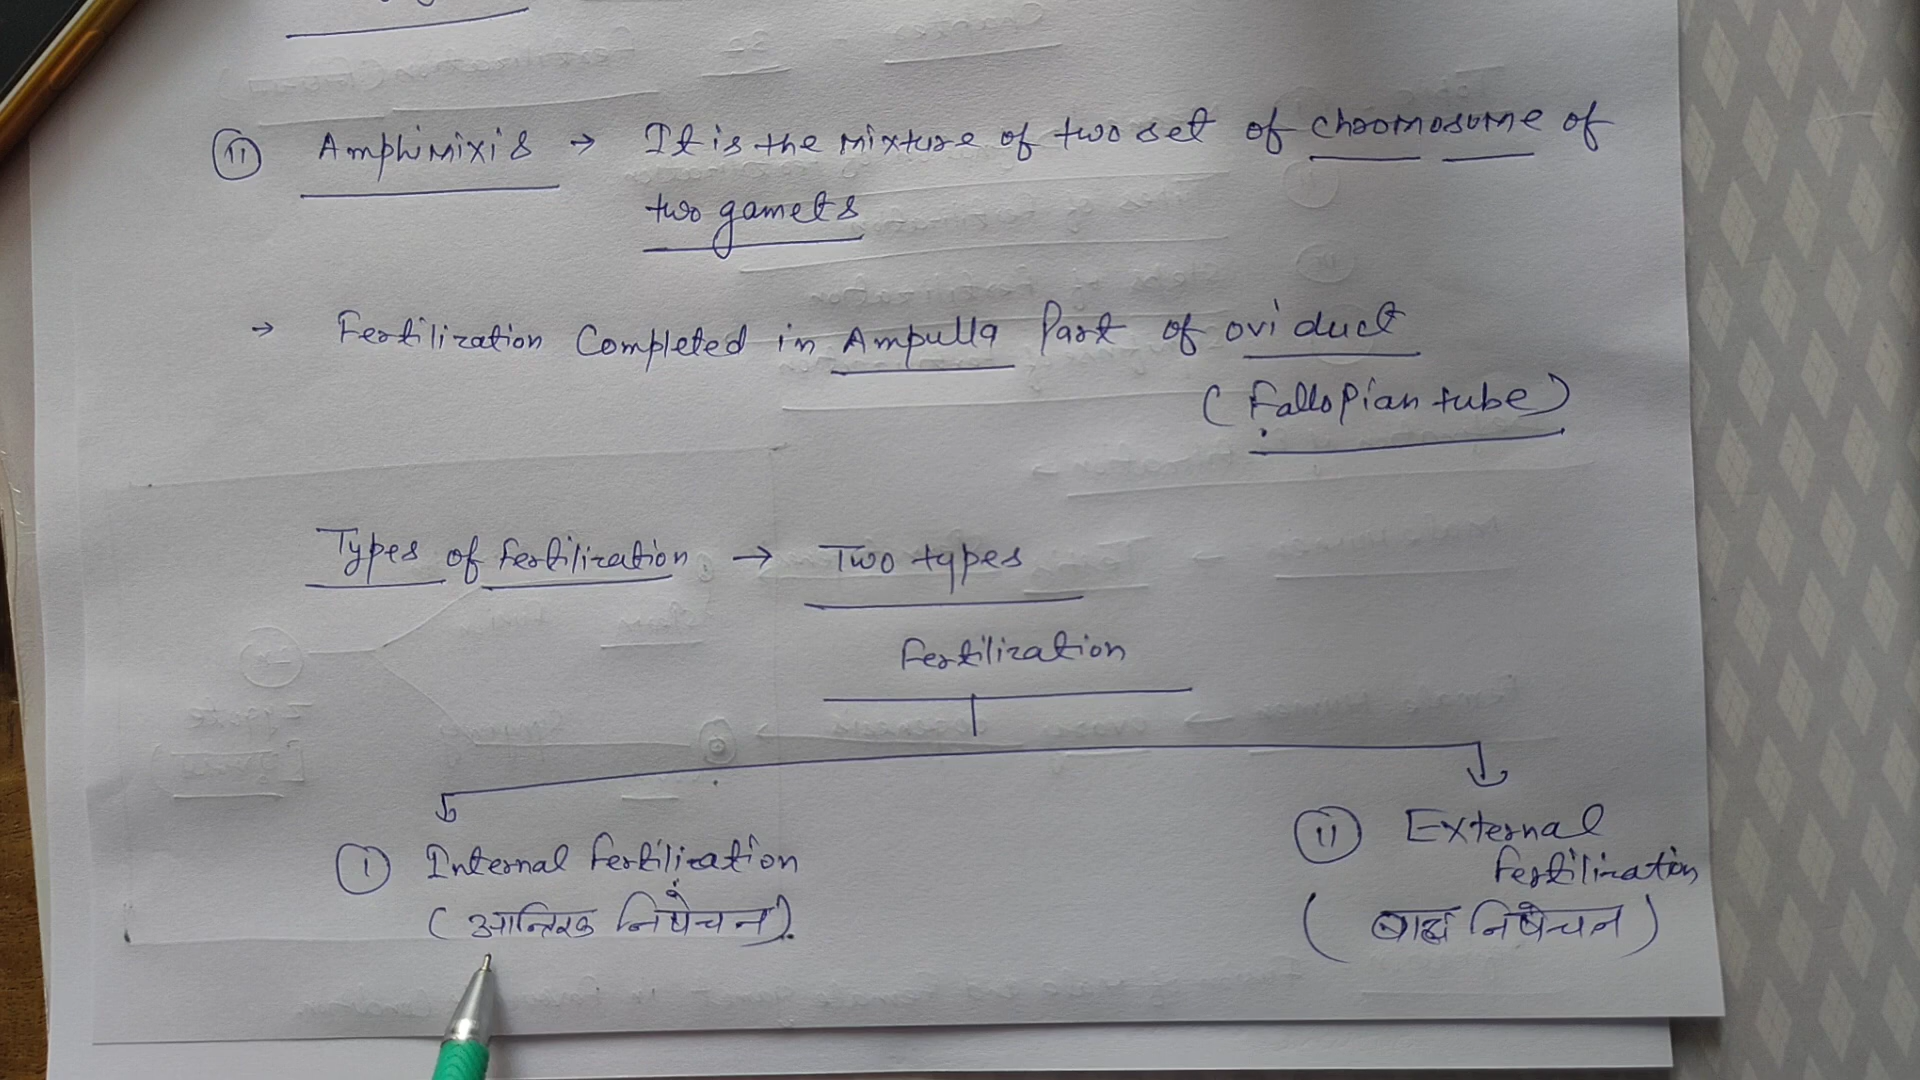 (ii) Amphimixis → It is the mixture of two set of chromosome of
two gamets
→ Fertilization Completed in Ampulla Part of oviduct
(Fallopian tube)
Types of fertilization → Two types
Fertilization
(i) Internal fertilization
(आन्तिरक निषेचन).
(ii) External
fertilization
(बाह्य निषेचन)